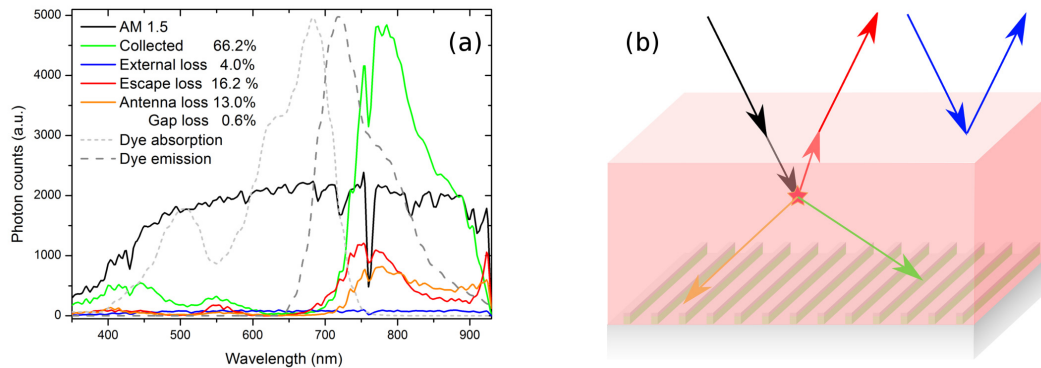 5000
4000
3000
2000
1000
0
Photon counts (a.u.)
AM 1.5
Collected 66.2%
External loss 4.0%
Escape loss 16.2 %
Antenna loss 13.0%
Gap loss 0.6%
Dye absorption
Dye emission
(a)
400 500 600 700 800 900
Wavelength (nm)
(b)